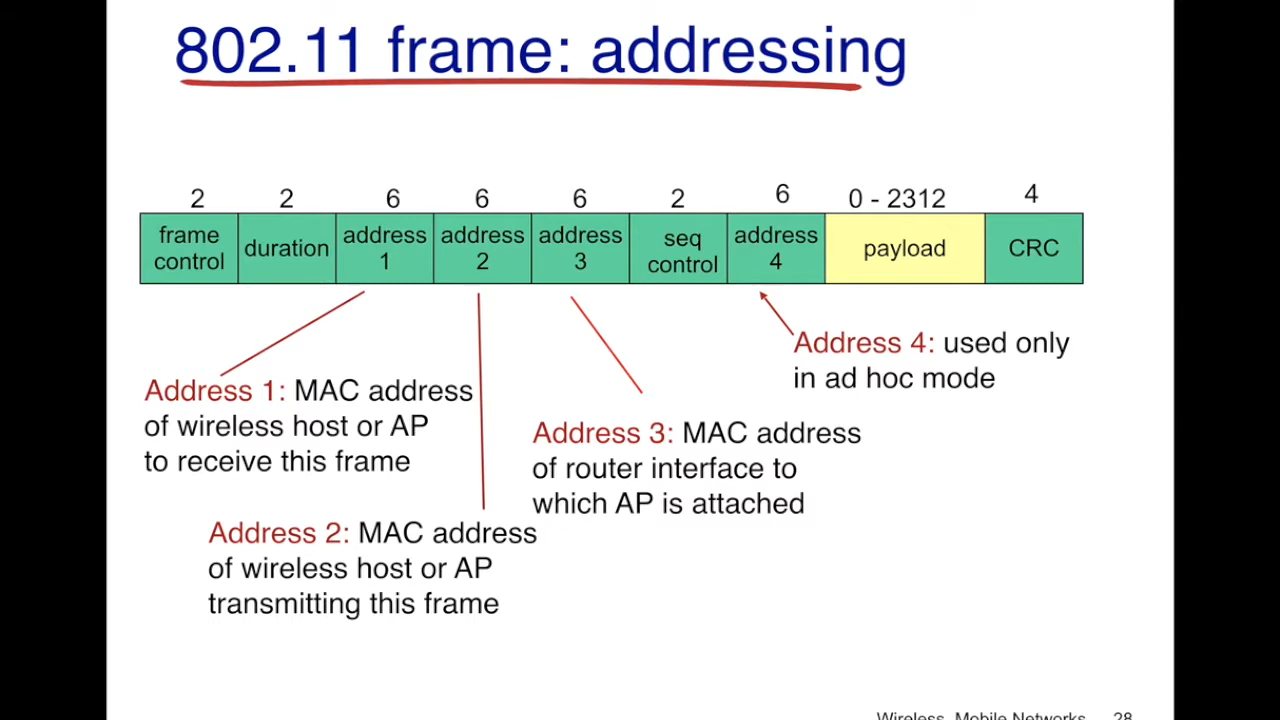 802.11 frame: addressing
2 2 6 6 6 2 6 0 - 2312 4
frame control
duration
address 1
address 2
address 3
seq control
address 4
payload
CRC
Address 4: used only
in ad hoc mode
Address 1: MAC address
of wireless host or AP
to receive this frame
Address 3: MAC address
of router interface to
which AP is attached
Address 2: MAC address
of wireless host or AP
transmitting this frame
Wireless, Mobile Networks 28